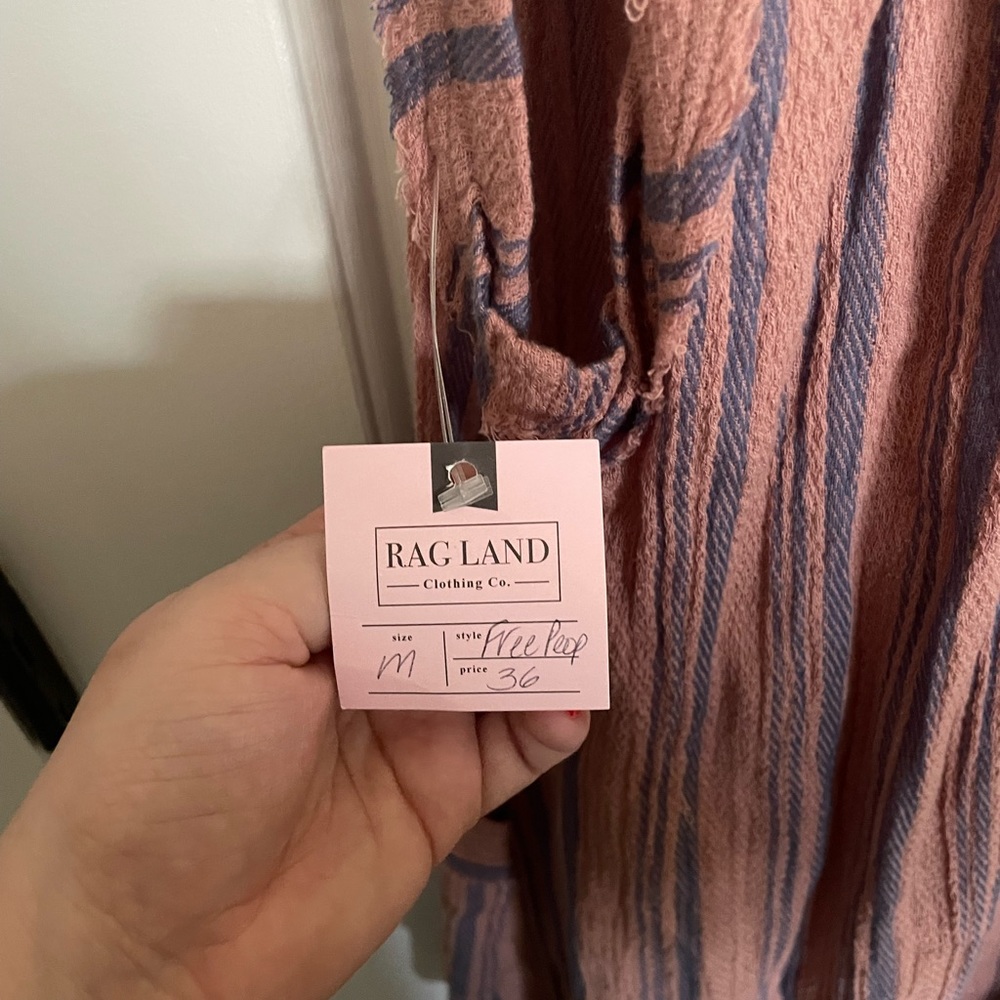 RAG LAND
Clothing Co.
size
M
style Free Peop
price 36